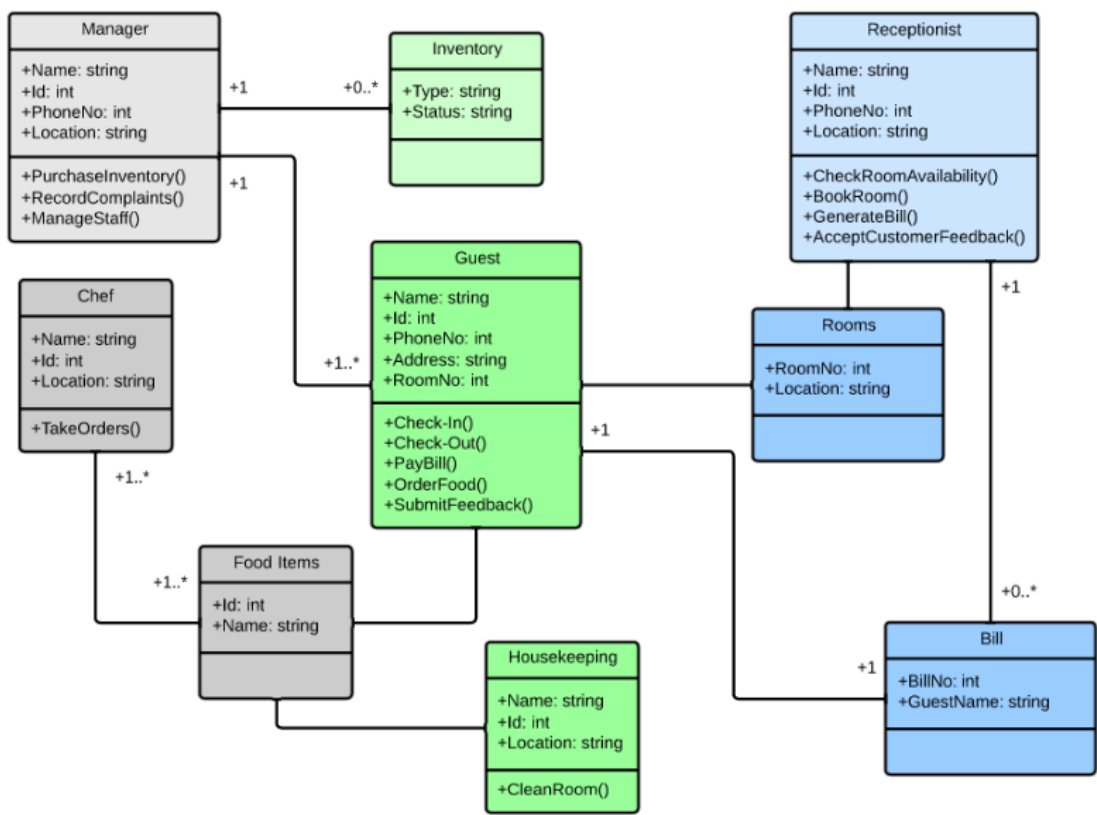 Manager
+Name: string
+Id: int
+PhoneNo: int
+Location: string
+PurchaseInventory()
+RecordComplaints()
+ManageStaff()
+1
+0..*
+1
Inventory
+Type: string
+Status: string
Receptionist
+Name: string
+Id: int
+PhoneNo: int
+Location: string
+CheckRoomAvailability()
+BookRoom()
+GenerateBill()
+AcceptCustomerFeedback()
+1
Chef
+Name: string
+Id: int
+Location: string
+TakeOrders()
+1..*
+1..*
Guest
+Name: string
+Id: int
+PhoneNo: int
+Address: string
+RoomNo: int
+Check-In()
+Check-Out()
+PayBill()
+OrderFood()
+SubmitFeedback()
+1..*
+1
Rooms
+RoomNo: int
+Location: string
Food Items
+Id: int
+Name: string
Housekeeping
+Name: string
+Id: int
+Location: string
+CleanRoom()
+0..*
+1
Bill
+BillNo: int
+GuestName: string